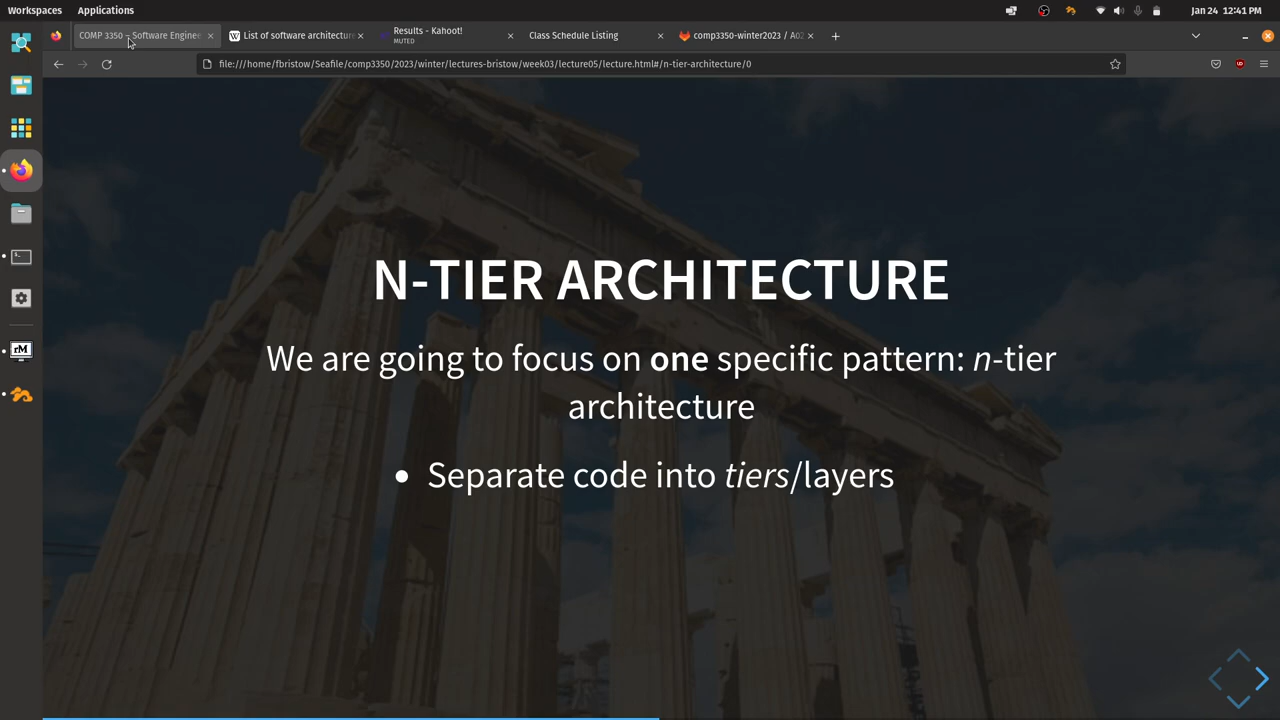 Workspaces Applications Jan 24 12:41 PM
COMP 3350 – Software Enginee List of software architecture Results - Kahoot! Class Schedule Listing comp3350-winter2023 / A02
MUTED
file:///home/fbristow/Seafile/comp3350/2023/winter/lectures-bristow/week03/lecture05/lecture.html#/n-tier-architecture/0
N-TIER ARCHITECTURE
We are going to focus on one specific pattern: n-tier
architecture
• Separate code into tiers/layers
rM